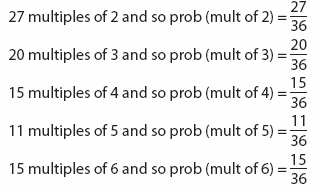 27 multiples of 2 and so prob (mult of 2) = 27/36
20 multiples of 3 and so prob (mult of 3) = 20/36
15 multiples of 4 and so prob (mult of 4) = 15/36
11 multiples of 5 and so prob (mult of 5) = 11/36
15 multiples of 6 and so prob (mult of 6) = 15/36